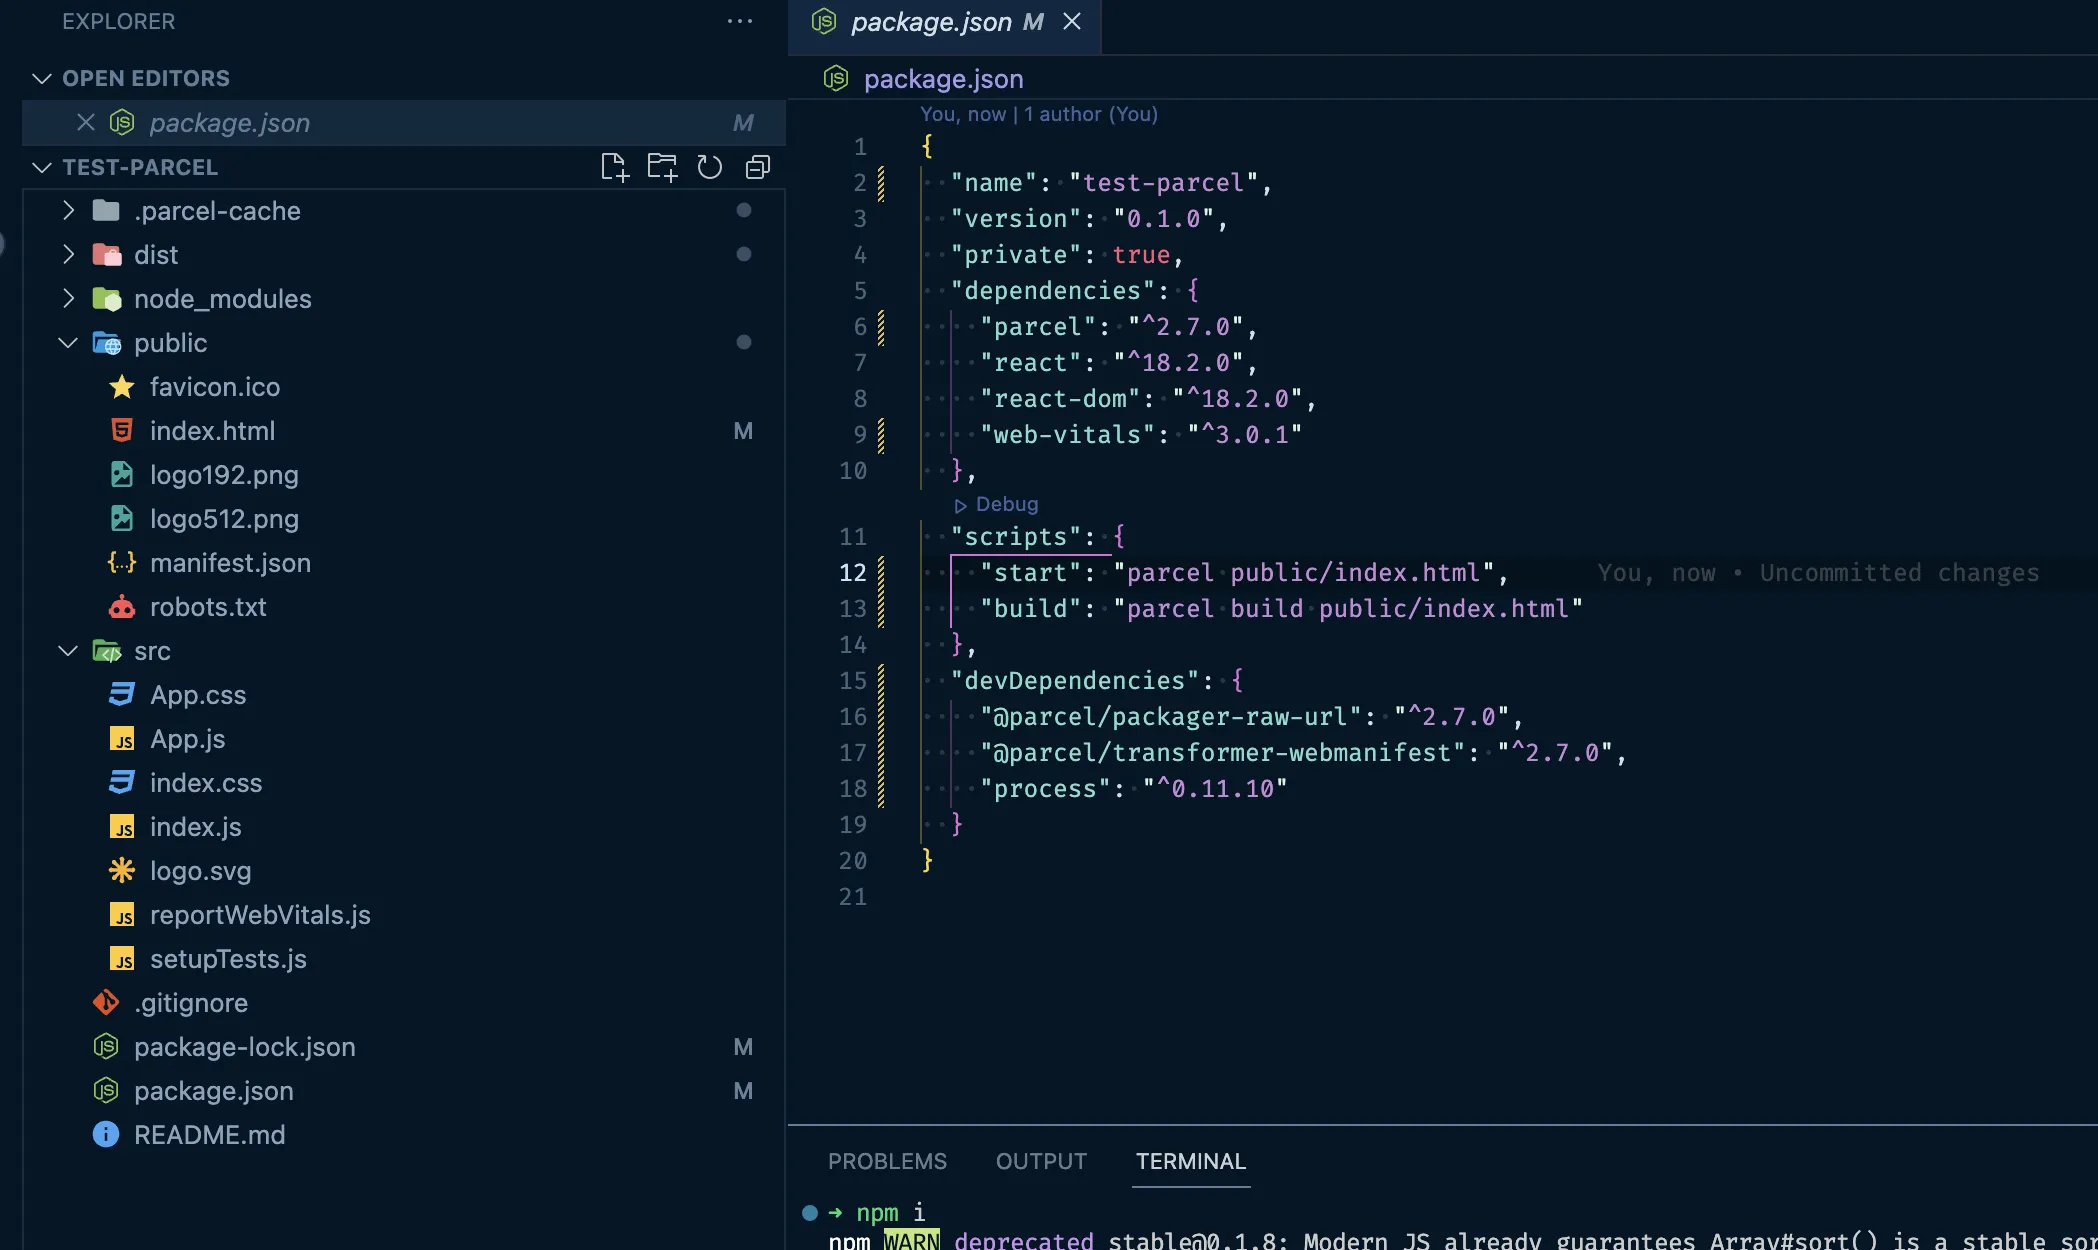 EXPLORER
OPEN EDITORS
package.json M
TEST-PARCEL
.parcel-cache
dist
node_modules
public
favicon.ico
index.html M
logo192.png
logo512.png
manifest.json
robots.txt
src
App.css
App.js
index.css
index.js
logo.svg
reportWebVitals.js
setupTests.js
.gitignore
package-lock.json M
package.json M
README.md
package.json M
package.json
You, now | 1 author (You)
1 {
2 "name": "test-parcel",
3 "version": "0.1.0",
4 "private": true,
5 "dependencies": {
6 "parcel": "^2.7.0",
7 "react": "^18.2.0",
8 "react-dom": "^18.2.0",
9 "web-vitals": "^3.0.1"
10 },
Debug
11 "scripts": {
12 "start": "parcel public/index.html", You, now • Uncommitted changes
13 "build": "parcel build public/index.html"
14 },
15 "devDependencies": {
16 "@parcel/packager-raw-url": "^2.7.0",
17 "@parcel/transformer-webmanifest": "^2.7.0",
18 "process": "^0.11.10"
19 }
20 }
21
PROBLEMS OUTPUT TERMINAL
→ npm i
npm WARN deprecated stable@0.1.8: Modern JS already guarantees Array#sort() is a stable sor